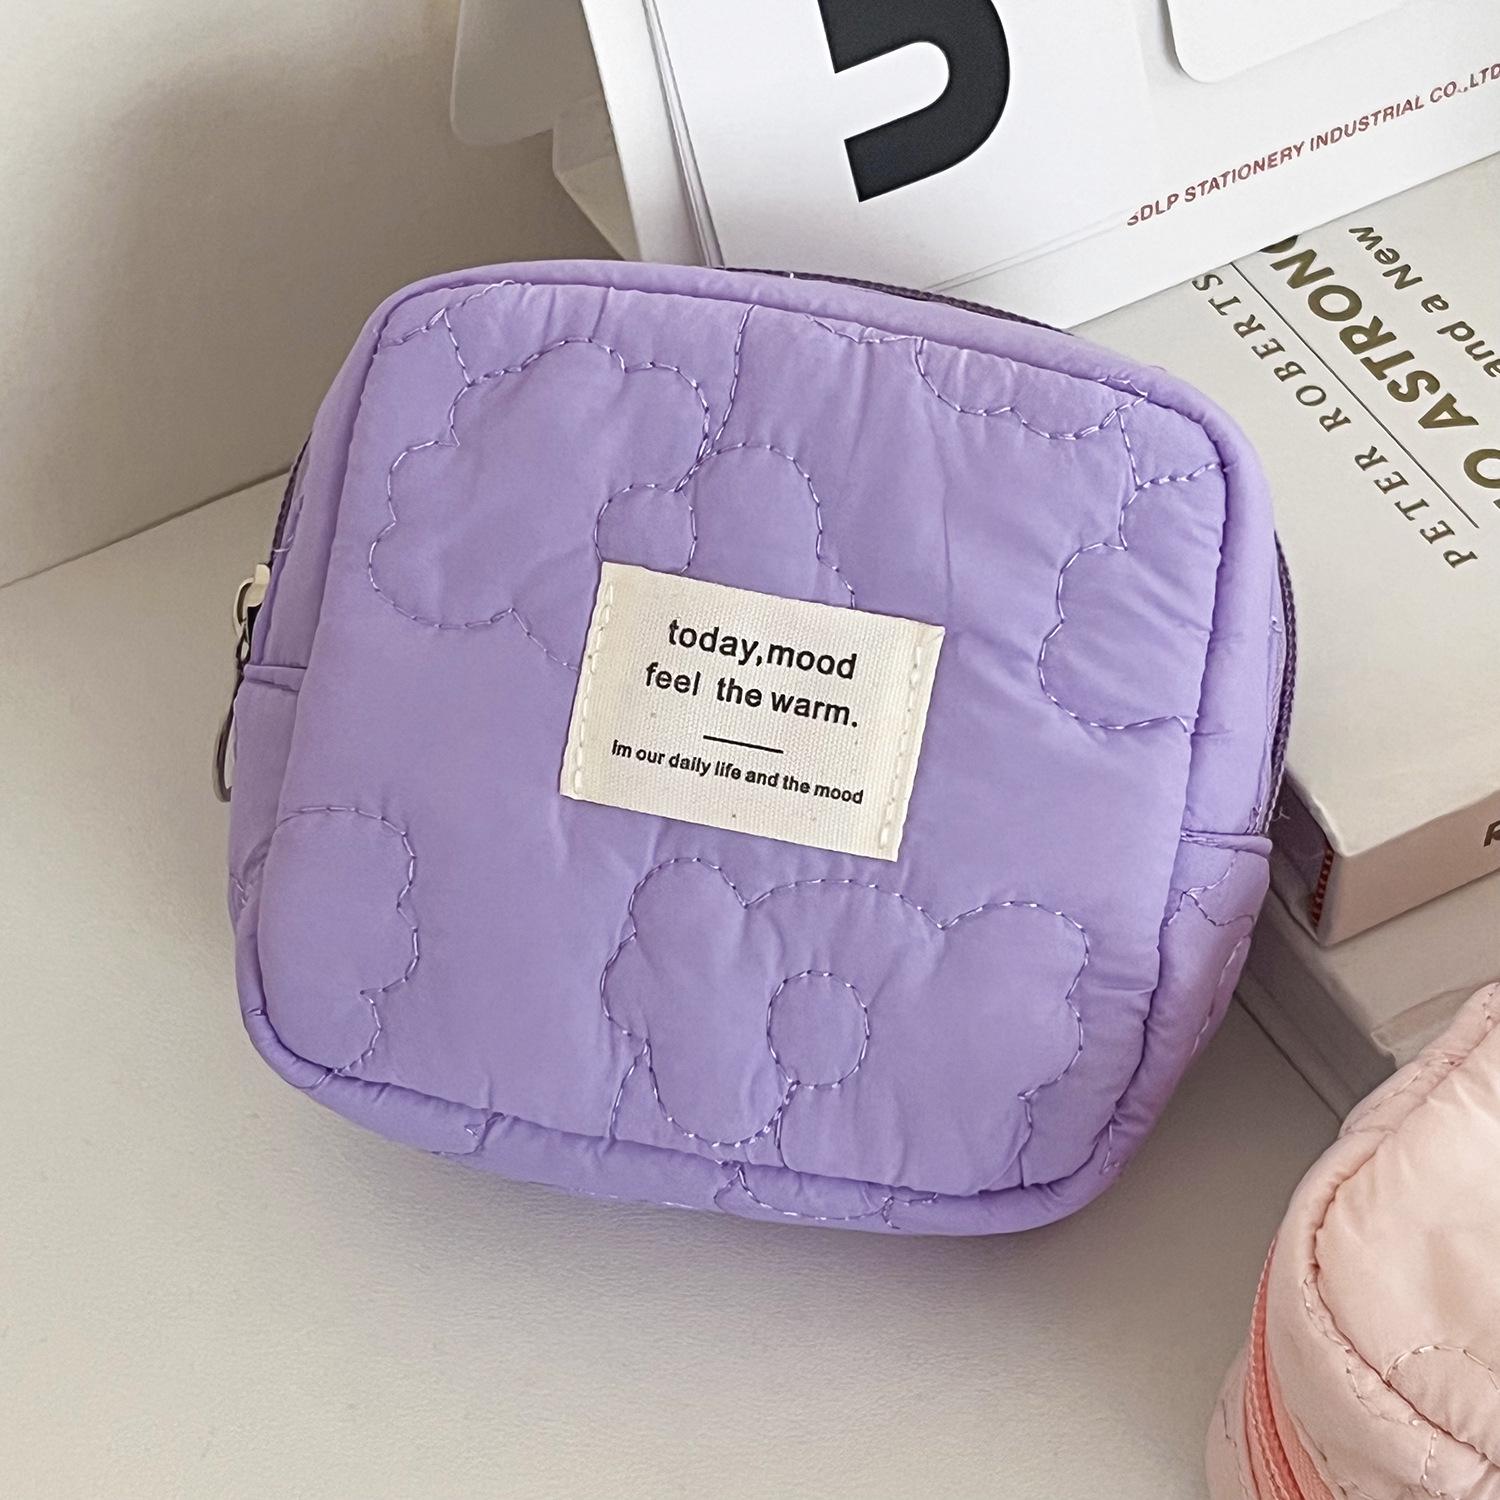 SDLP STATIONERY INDUSTRIAL CO.,LTD
and a New
TO ASTRONO
PETER ROBERTS
today,mood
feel the warm.
Im our daily life and the mood